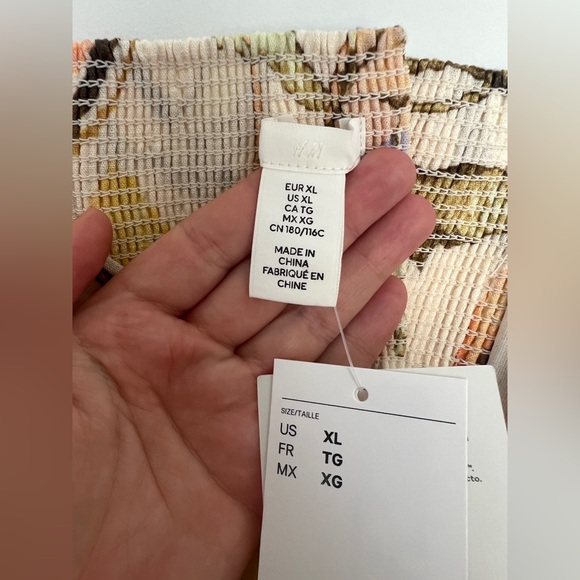 H&M
EUR XL
US XL
CA TG
MX XG
CN 180/116C
MADE IN
CHINA
FABRIQUÉ EN
CHINE
SIZE/TAILLE
US XL
FR TG
MX XG
cto.